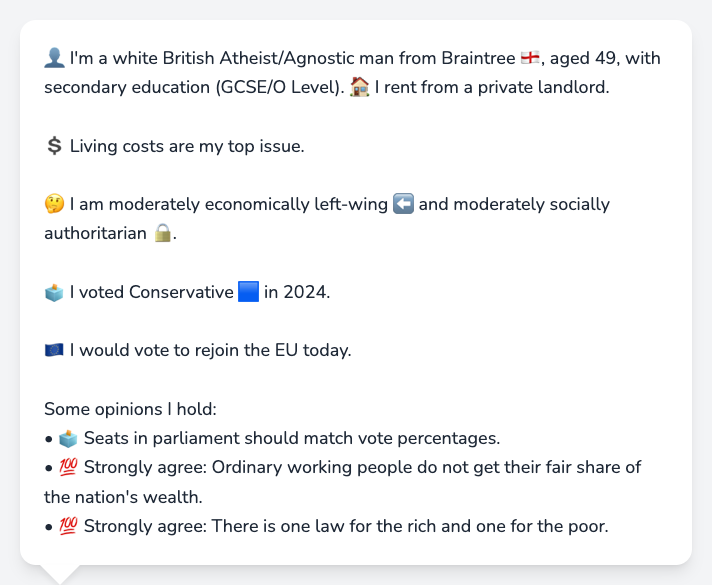 👤 I'm a white British Atheist/Agnostic man from Braintree 🏴󠁧󠁢󠁥󠁮󠁧󠁿, aged 49, with
secondary education (GCSE/O Level). 🏠 I rent from a private landlord.
💲 Living costs are my top issue.
🤔 I am moderately economically left-wing ⬅️ and moderately socially
authoritarian 🔒.
🗳️ I voted Conservative 🟦 in 2024.
🇪🇺 I would vote to rejoin the EU today.
Some opinions I hold:
• 🗳️ Seats in parliament should match vote percentages.
• 💯 Strongly agree: Ordinary working people do not get their fair share of
the nation's wealth.
• 💯 Strongly agree: There is one law for the rich and one for the poor.